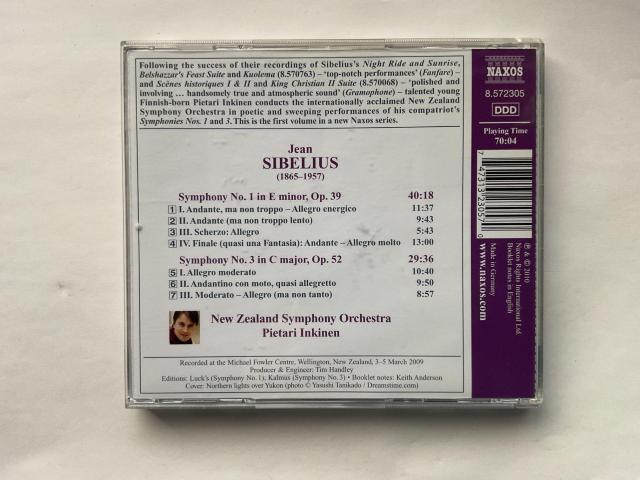 Following the success of their recordings of Sibelius's Night Ride and Sunrise,
Belshazzar's Feast Suite and Kuolema (8.570763) – 'top-notch performances' (Fanfare) –
and Scènes historiques I & II and King Christian II Suite (8.570068) – 'polished and
involving ... handsomely true and atmospheric sound' (Gramophone) – talented young
Finnish-born Pietari Inkinen conducts the internationally acclaimed New Zealand
Symphony Orchestra in poetic and sweeping performances of his compatriot's
Symphonies Nos. 1 and 3. This is the first volume in a new Naxos series.
Jean
SIBELIUS
(1865–1957)
Symphony No. 1 in E minor, Op. 39 40:18
1 I. Andante, ma non troppo – Allegro energico 11:37
2 II. Andante (ma non troppo lento) 9:43
3 III. Scherzo: Allegro 5:43
4 IV. Finale (quasi una Fantasia): Andante – Allegro molto 13:00
Symphony No. 3 in C major, Op. 52 29:36
5 I. Allegro moderato 10:40
6 II. Andantino con moto, quasi allegretto 9:50
7 III. Moderato – Allegro (ma non tanto) 8:57
New Zealand Symphony Orchestra
Pietari Inkinen
Recorded at the Michael Fowler Centre, Wellington, New Zealand, 3–5 March 2009
Producer & Engineer: Tim Handley
Editions: Luck's (Symphony No. 1); Kalmus (Symphony No. 3) • Booklet notes: Keith Anderson
Cover: Northern lights over Yukon (photo © Yasushi Tanikado / Dreamstime.com)
NAXOS
8.572305
DDD
Playing Time
70:04
7 47313 23057 0
℗ & © 2010
Naxos Rights International Ltd.
Booklet notes in English
Made in Germany
www.naxos.com